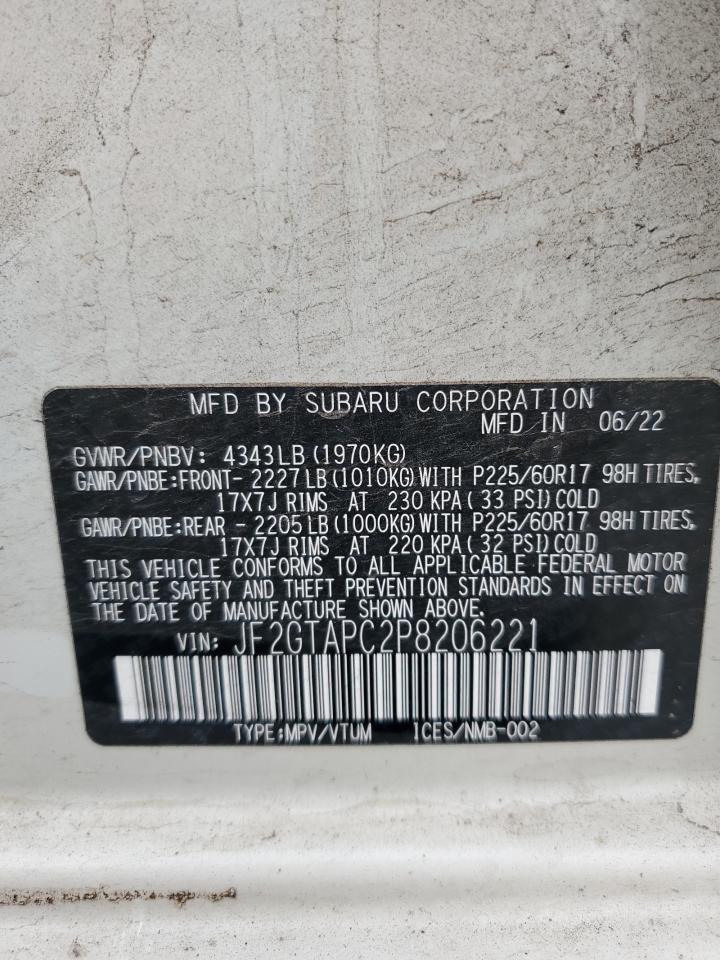 MFD BY SUBARU CORPORATION
MFD IN 06/22
GVWR/PNBV: 4343LB(1970KG)
GAWR/PNBE:FRONT- 2227LB(1010KG)WITH P225/60R17 98H TIRES,
17X7J RIMS AT 230 KPA(33 PSI)COLD
GAWR/PNBE:REAR - 2205LB(1000KG)WITH P225/60R17 98H TIRES,
17X7J RIMS AT 220 KPA(32 PSI)COLD
THIS VEHICLE CONFORMS TO ALL APPLICABLE FEDERAL MOTOR
VEHICLE SAFETY AND THEFT PREVENTION STANDARDS IN EFFECT ON
THE DATE OF MANUFACTURE SHOWN ABOVE.
VIN: JF2GTAPC2P8206221
TYPE:MPV/VTUM ICES/NMB-002